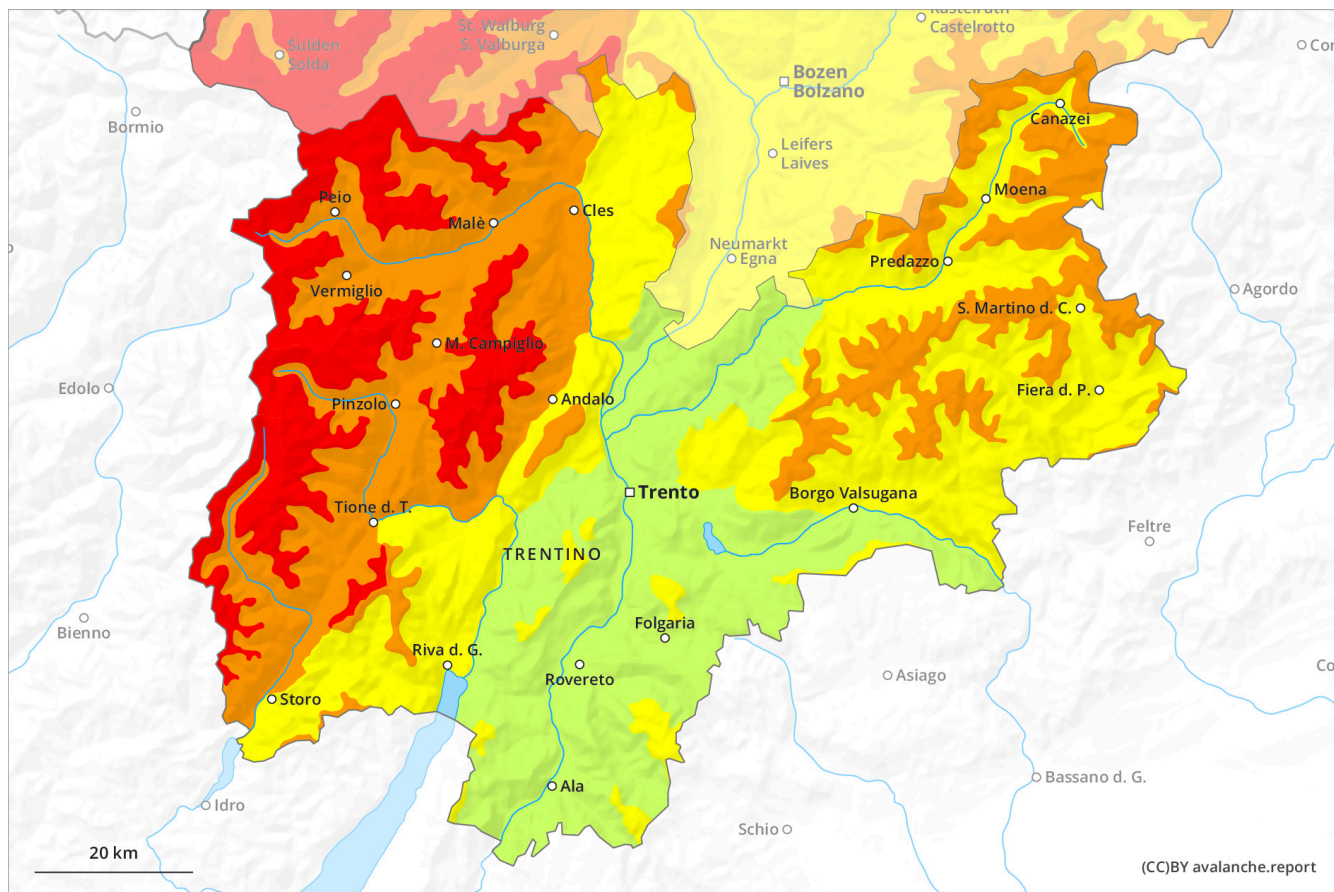 Kastelruth
Castelrotto
St. Walburg
S. Valburga
Sulden
Solda
Cor
Bozen
Bolzano
Bormio
Canazei
Leifers
Laives
Moena
Peio
Cles
Malè
Neumarkt
Egna
Predazzo
Vermiglio
Agordo
S. Martino d. C.
M. Campiglio
Edolo
Fiera d. P.
Andalo
Pinzolo
Trento
Borgo Valsugana
Tione d. T.
Feltre
TRENTINO
Bienno
Folgaria
Riva d. G.
Rovereto
Asiago
Co
Storo
Bassano d. G.
Ala
Idro
Schio
20 km
(CC)BY avalanche.report